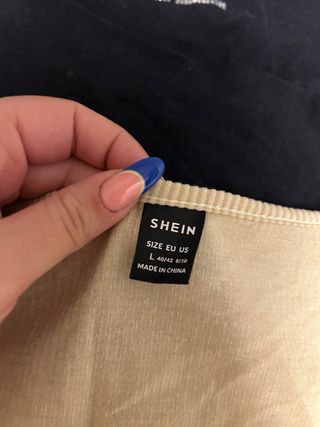 SHEIN
SIZE EU US
L 40/42 8/10
MADE IN CHINA